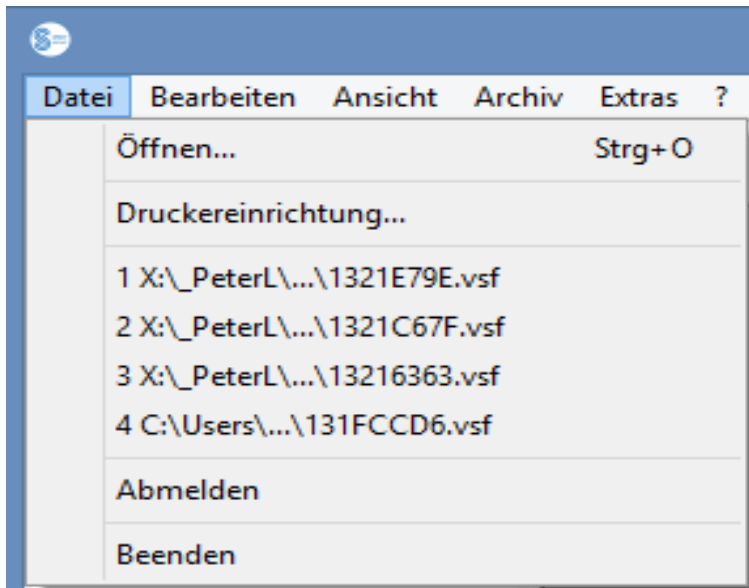 Datei Bearbeiten Ansicht Archiv Extras ?
Öffnen... Strg+O
Druckereinrichtung...
1 X:\_PeterL\...\1321E79E.vsf
2 X:\_PeterL\...\1321C67F.vsf
3 X:\_PeterL\...\13216363.vsf
4 C:\Users\...\131FCCD6.vsf
Abmelden
Beenden